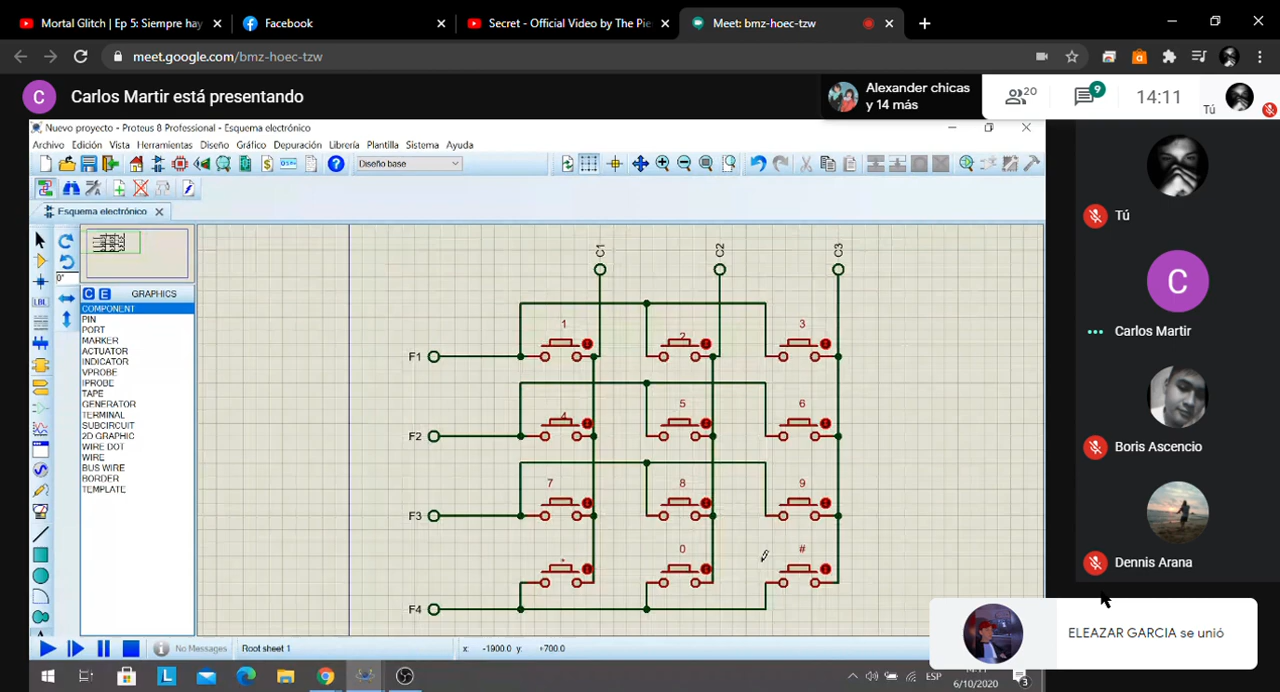 Mortal Glitch | Ep 5: Siempre hay
Facebook
Secret - Official Video by The Pie
Meet: bmz-hoec-tzw
meet.google.com/bmz-hoec-tzw
C
Carlos Martir está presentando
Alexander chicas
y 14 más
20
9
14:11
Tú
Nuevo proyecto - Proteus 8 Professional - Esquema electrónico
Archivo Edición Vista Herramientas Diseño Gráfico Depuración Librería Plantilla Sistema Ayuda
Diseño base
Esquema electrónico
0°
LBL
C E GRAPHICS
COMPONENT
PIN
PORT
MARKER
ACTUATOR
INDICATOR
VPROBE
IPROBE
TAPE
GENERATOR
TERMINAL
SUBCIRCUIT
2D GRAPHIC
WIRE DOT
WIRE
BUS WIRE
BORDER
TEMPLATE
C1
C2
C3
1
2
3
F1
4
5
6
F2
7
8
9
F3
*
0
#
F4
Tú
C
Carlos Martir
Boris Ascencio
Dennis Arana
ELEAZAR GARCIA se unió
No Messages
Root sheet 1
x: -1900.0 y: +700.0
L
ESP
14:11
6/10/2020
3